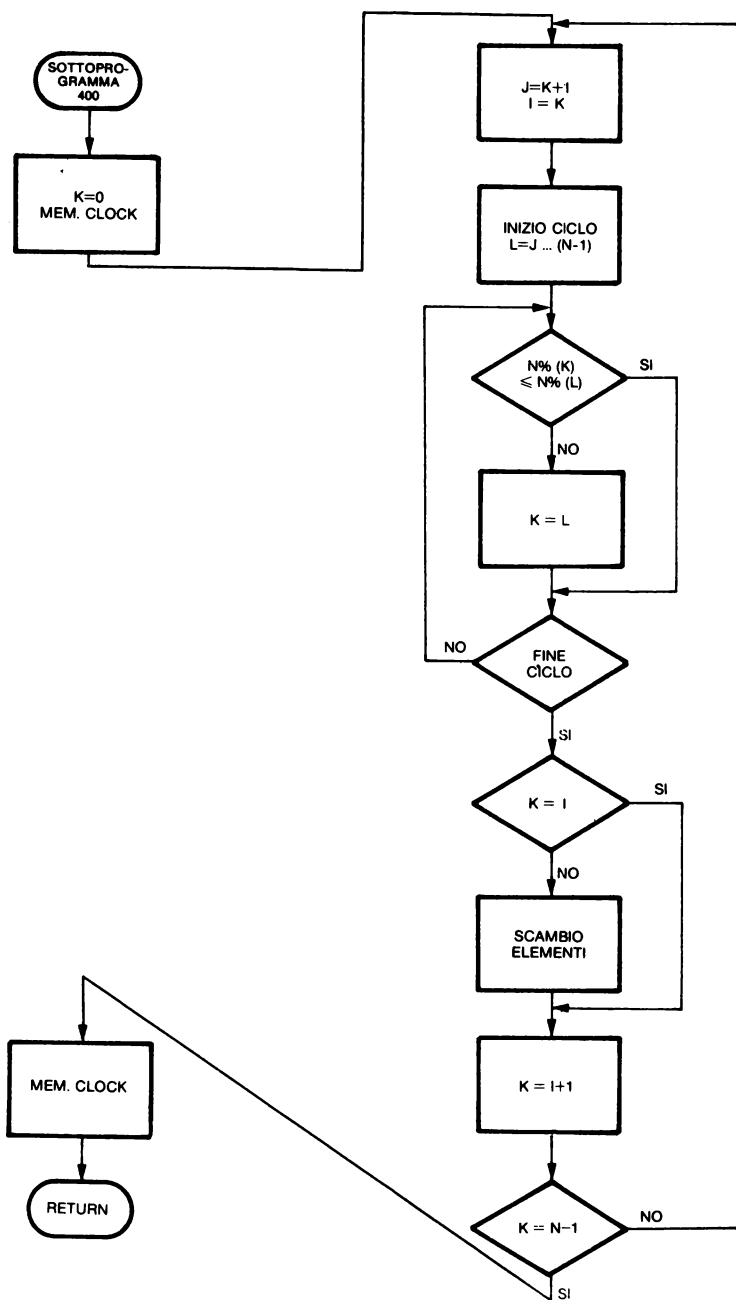 SOTTOPRO-
GRAMMA
400
K=0
MEM. CLOCK
J=K+1
I = K
INIZIO CICLO
L=J ... (N-1)
N% (K)
≤ N% (L)
SI
NO
K = L
NO
FINE
CICLO
SI
K = I
SI
NO
SCAMBIO
ELEMENTI
K = I+1
K = N-1
NO
SI
MEM. CLOCK
RETURN